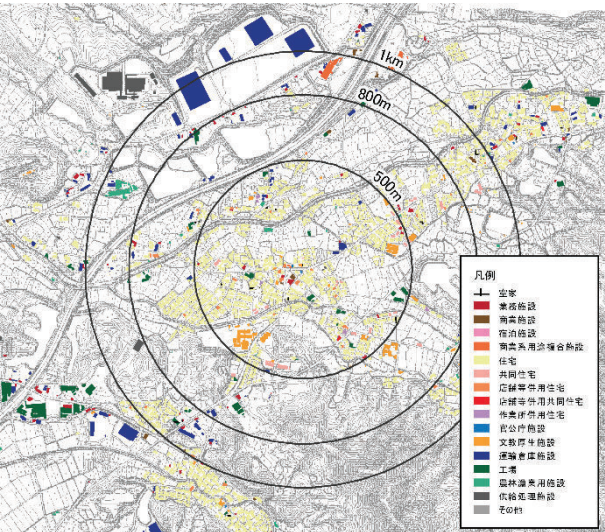 1km
800m
500m
凡例
空家
業務施設
商業施設
宿泊施設
商業系用途複合施設
住宅
共同住宅
店舗等併用住宅
店舗等併用共同住宅
作業所併用住宅
官公庁施設
文教厚生施設
運輸倉庫施設
工場
農林漁業用施設
供給処理施設
その他